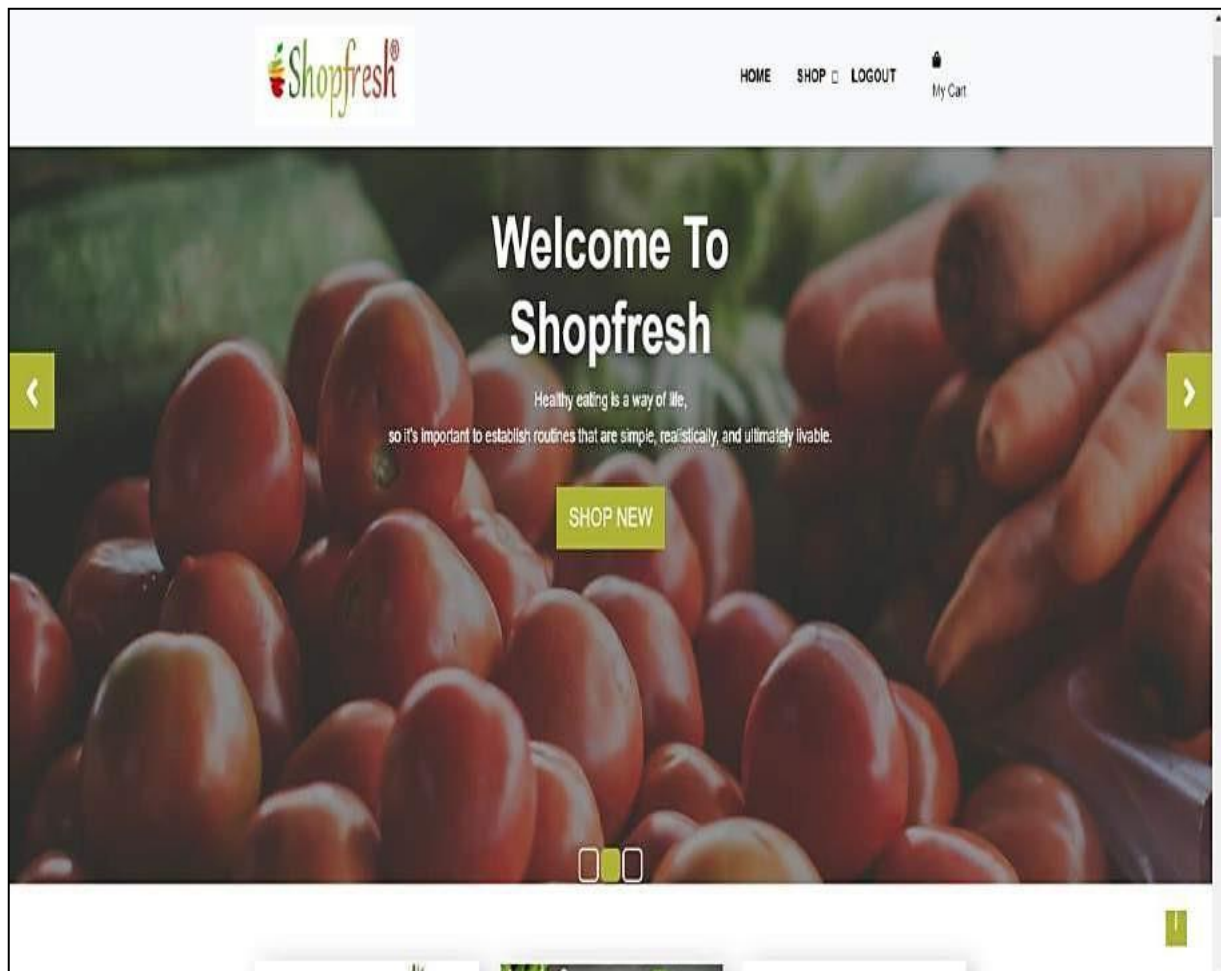 Shopfresh®
HOME SHOP LOGOUT
My Cart
Welcome To
Shopfresh
Healthy eating is a way of life,
so it's important to establish routines that are simple, realistically, and ultimately livable.
SHOP NEW